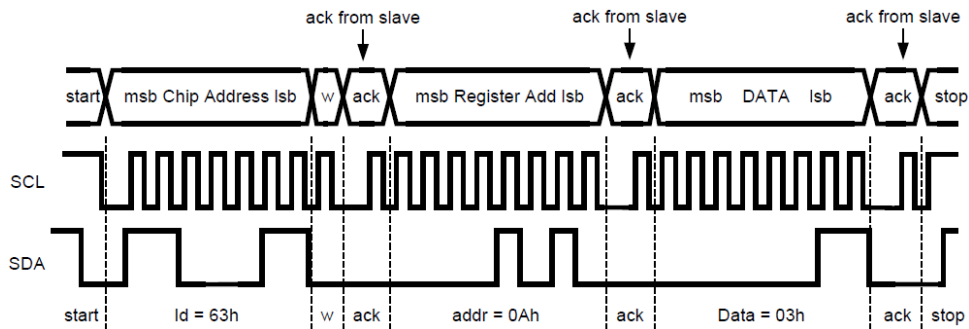 ack from slave ack from slave ack from slave
start msb Chip Address lsb w ack msb Register Add lsb ack msb DATA lsb ack stop
SCL
SDA
start Id = 63h w ack addr = 0Ah ack Data = 03h ack stop